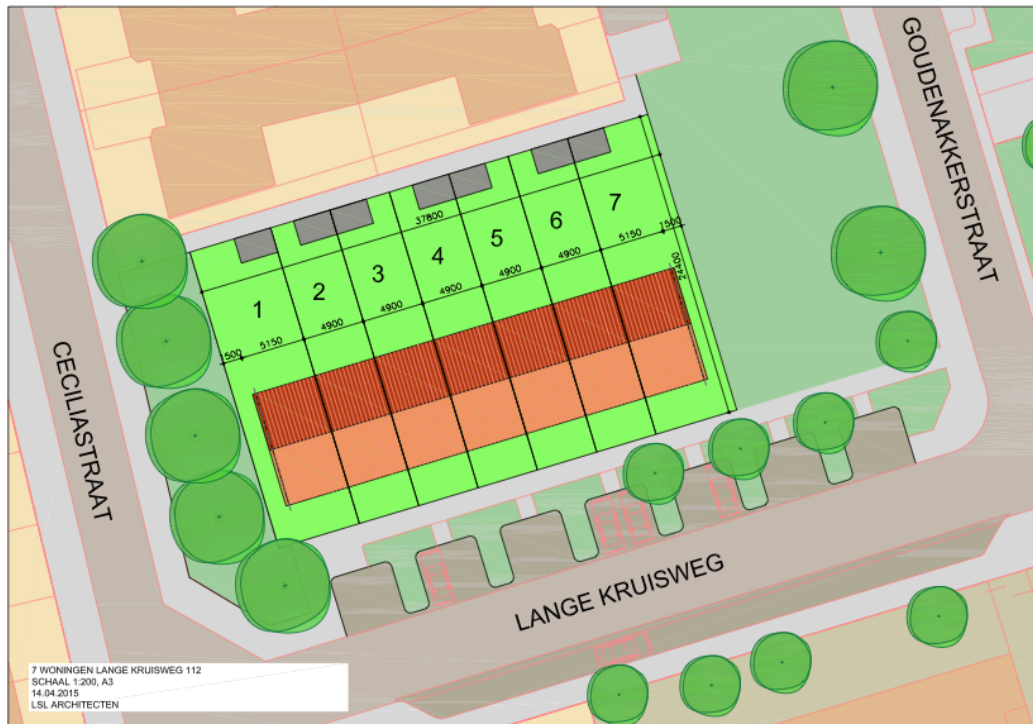 GOUDENAKKERSTRAAT
CECILIASTRAAT
LANGE KRUISWEG
37800
1 2 3 4 5 6 7
1500 5150 4900 4900 4900 4900 4900 5150 1500
24400
7 WONINGEN LANGE KRUISWEG 112
SCHAAL 1:200, A3
14.04.2015
LSL ARCHITECTEN